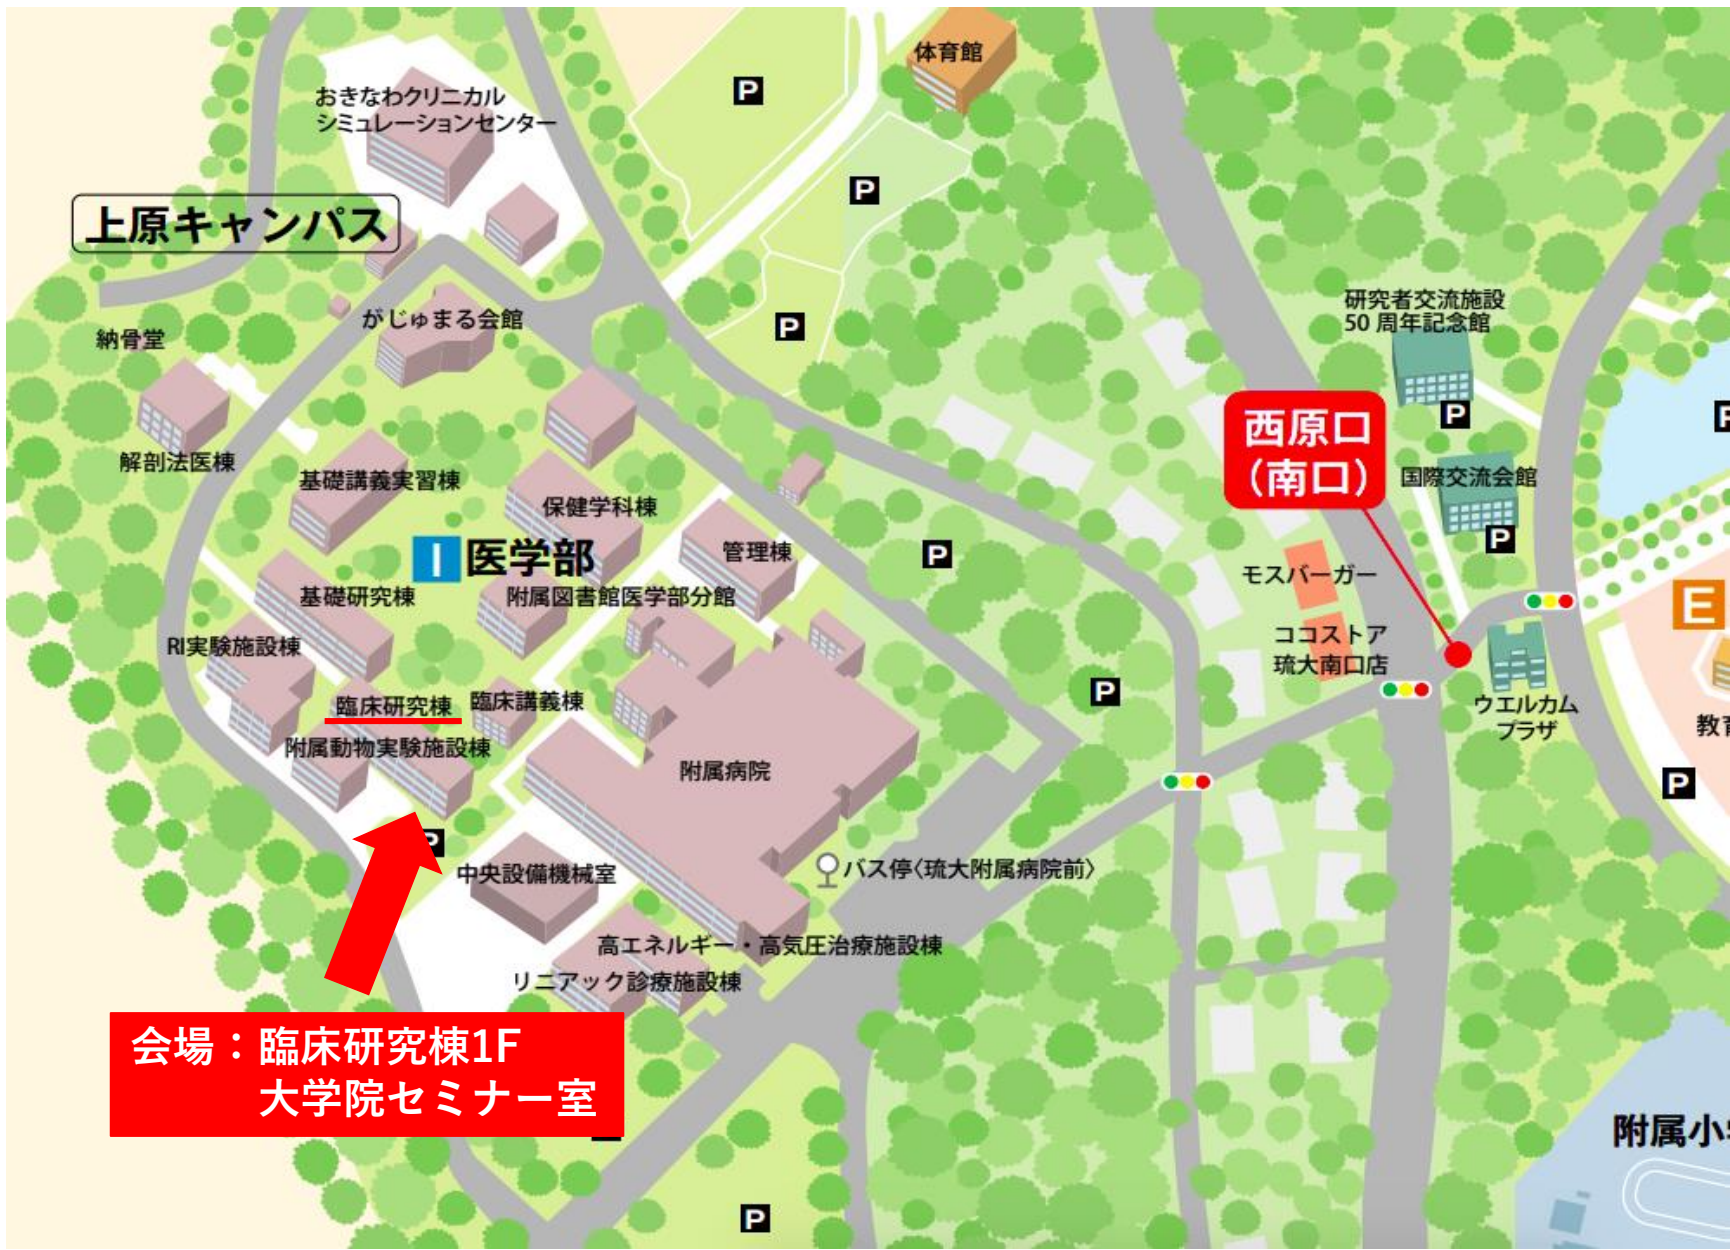 体育館
P
おきなわクリニカル
シミュレーションセンター
P
上原キャンパス
P
納骨堂
がじゅまる会館
研究者交流施設
50 周年記念館
P
解剖法医棟
基礎講義実習棟
西原口
（南口）
P
国際交流会館
保健学科棟
I 医学部
管理棟
P
P
モスバーガー
基礎研究棟
附属図書館医学部分館
E
RI実験施設棟
ココストア
琉大南口店
臨床研究棟
臨床講義棟
P
ウエルカム
プラザ
附属動物実験施設棟
附属病院
P
中央設備機械室
バス停〈琉大附属病院前〉
高エネルギー・高気圧治療施設棟
リニアック診療施設棟
会場：臨床研究棟1F
大学院セミナー室
附属小
P